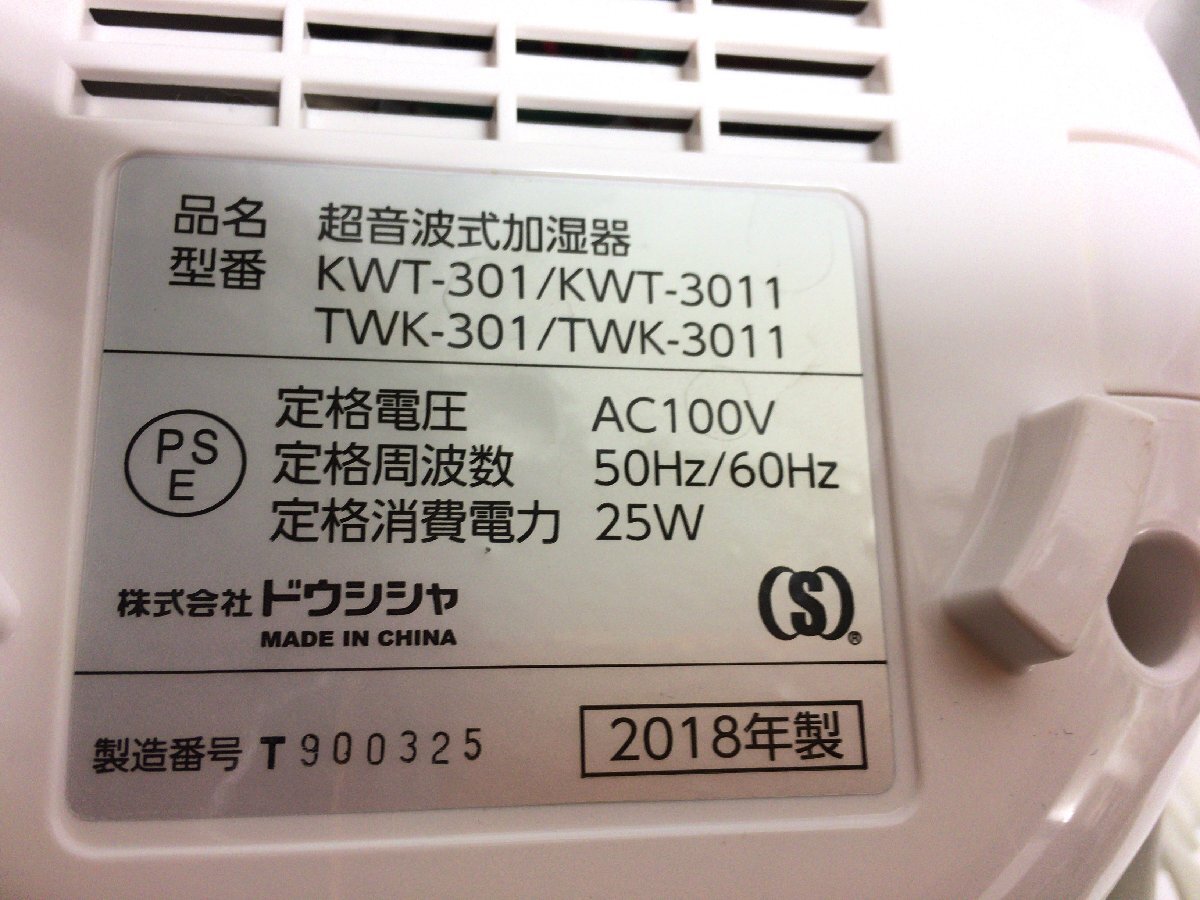 品名 超音波式加湿器
型番 KWT-301/KWT-3011
TWK-301/TWK-3011
PS
E
定格電圧 AC100V
定格周波数 50Hz/60Hz
定格消費電力 25W
株式会社 ドウシシャ
MADE IN CHINA
(S)®
製造番号 T900325
2018年製